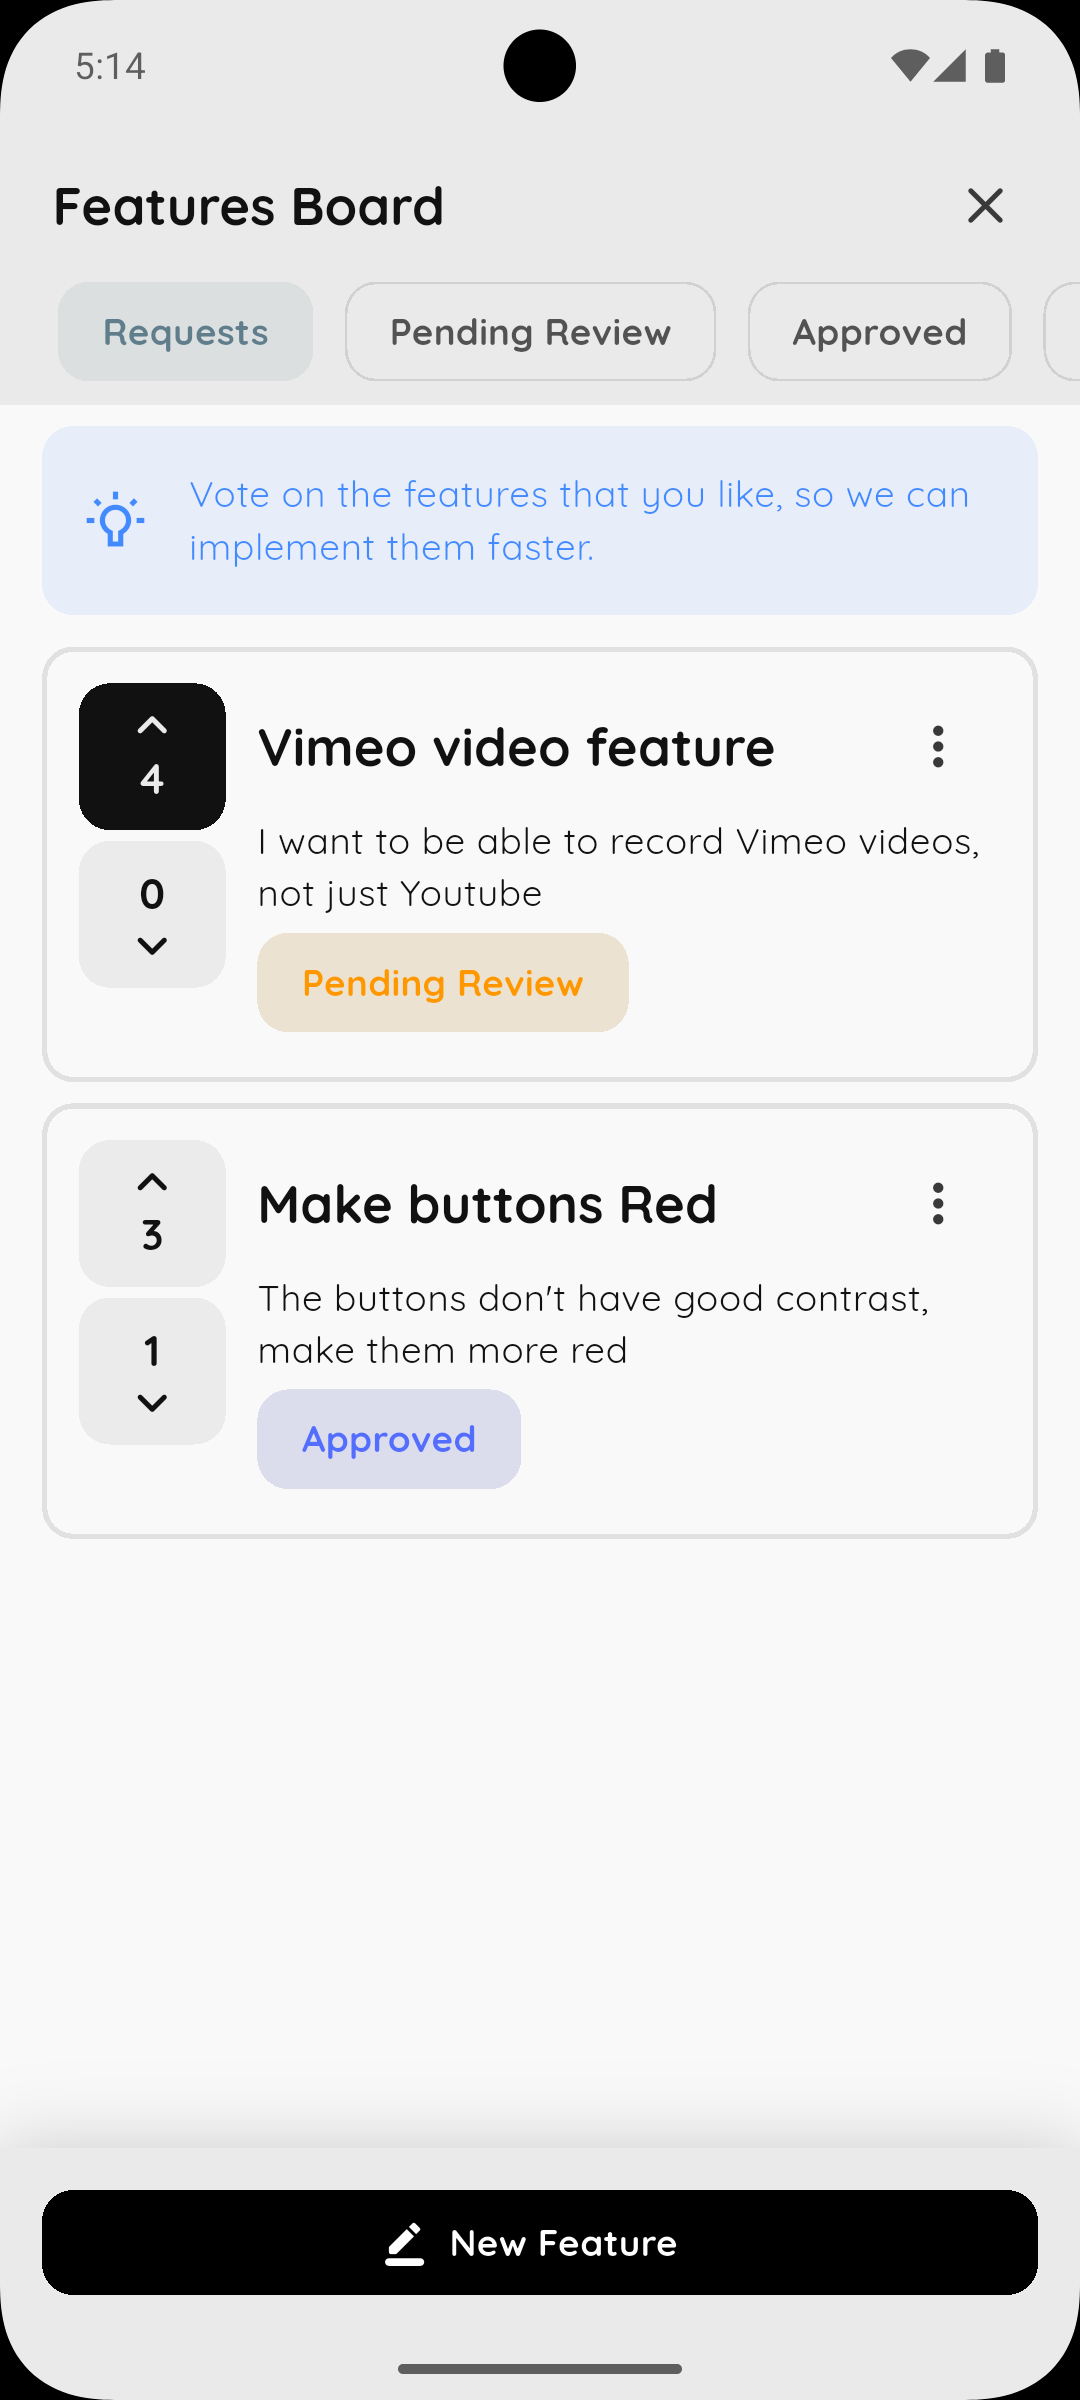 5:14
Features Board
Requests
Pending Review
Approved
Vote on the features that you like, so we can
implement them faster.
4
Vimeo video feature
I want to be able to record Vimeo videos,
not just Youtube
0
Pending Review
3
Make buttons Red
The buttons don't have good contrast,
make them more red
1
Approved
New Feature